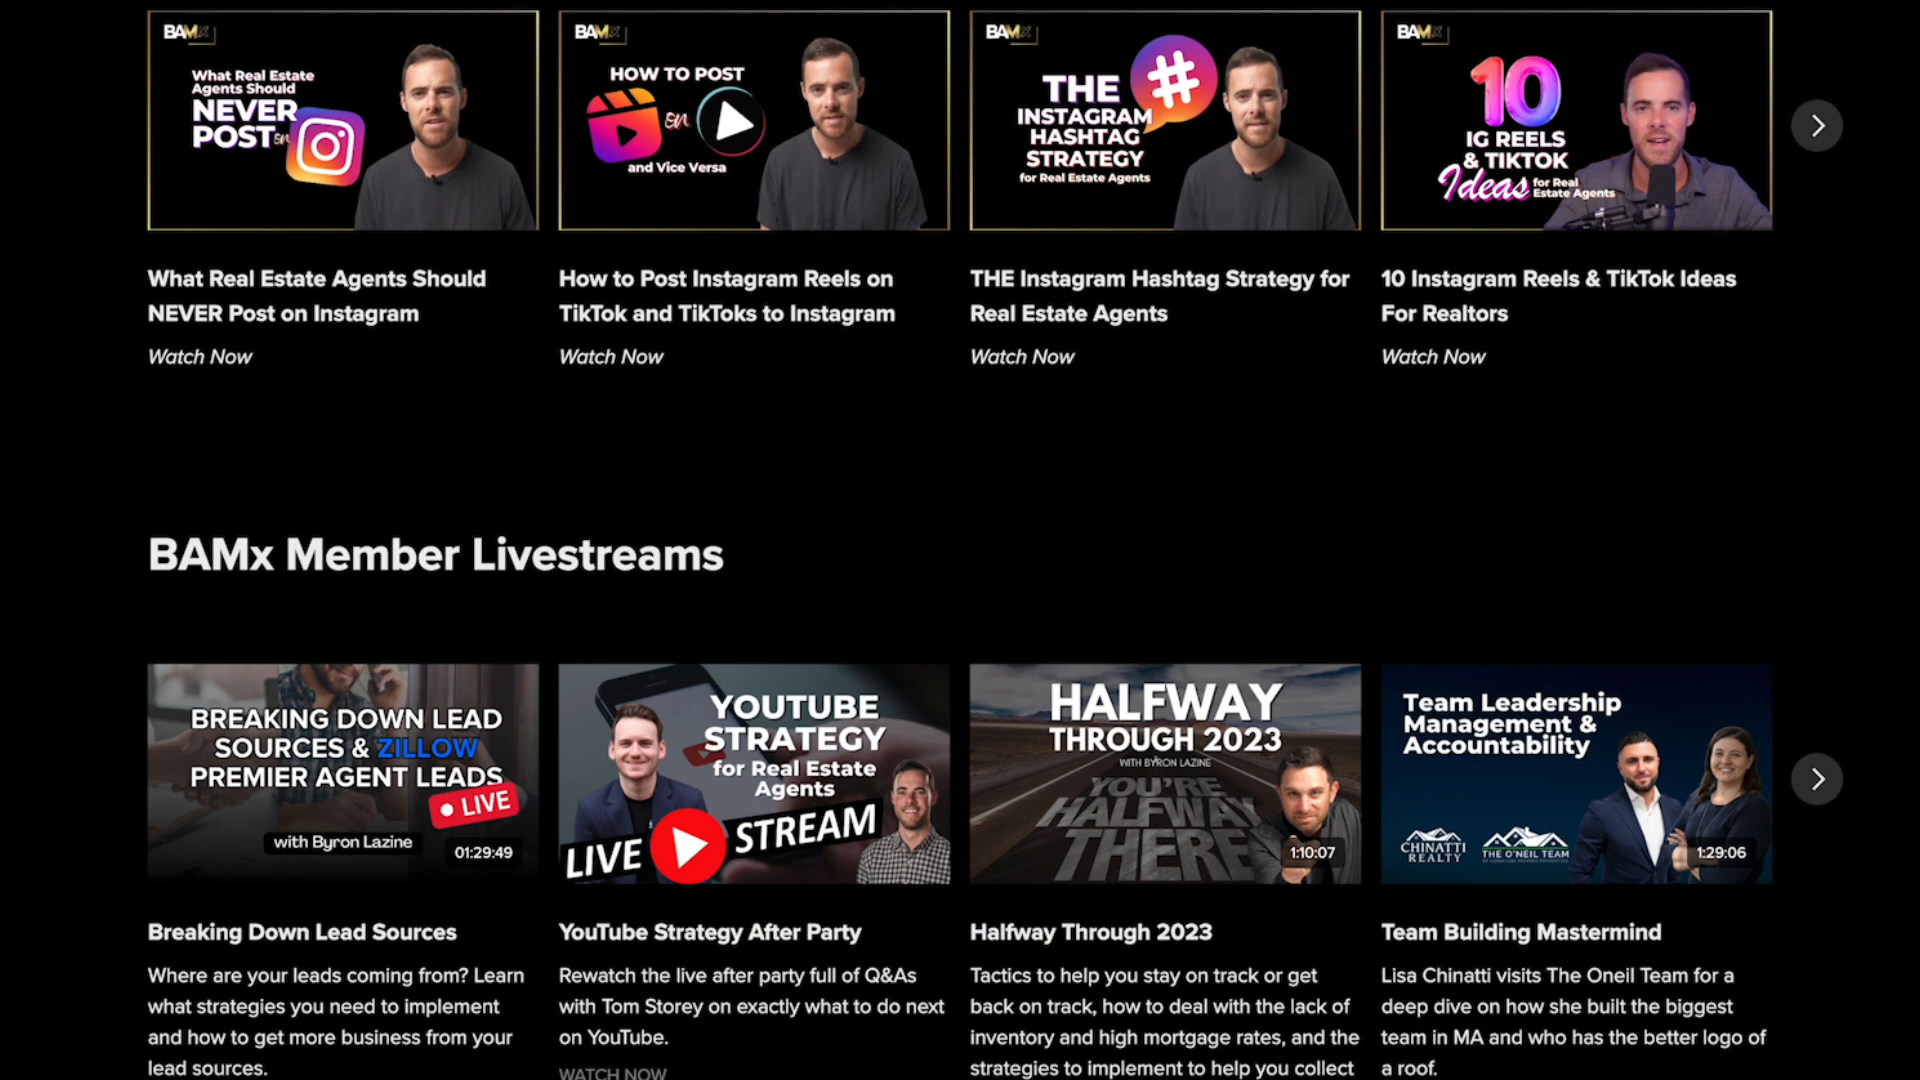 BAMX
What Real Estate
Agents Should
NEVER
POST on
BAMX
HOW TO POST
on
and Vice Versa
BAMX
THE #
INSTAGRAM
HASHTAG
STRATEGY
for Real Estate Agents
BAMX
10
IG REELS
& TIKTOK
Ideas for Real
Estate Agents
What Real Estate Agents Should
NEVER Post on Instagram
Watch Now
How to Post Instagram Reels on
TikTok and TikToks to Instagram
Watch Now
THE Instagram Hashtag Strategy for
Real Estate Agents
Watch Now
10 Instagram Reels & TikTok Ideas
For Realtors
Watch Now
BAMx Member Livestreams
BREAKING DOWN LEAD
SOURCES & ZILLOW
PREMIER AGENT LEADS
LIVE
with Byron Lazine
01:29:49
YOUTUBE
STRATEGY
for Real Estate
Agents
LIVE STREAM
HALFWAY
THROUGH 2023
WITH BYRON LAZINE
YOU'RE
HALFWAY
THERE
1:10:07
Team Leadership
Management &
Accountability
CHINATTI
REALTY
THE O'NEIL TEAM
1:29:06
Breaking Down Lead Sources
Where are your leads coming from? Learn
what strategies you need to implement
and how to get more business from your
lead sources.
YouTube Strategy After Party
Rewatch the live after party full of Q&As
with Tom Storey on exactly what to do next
on YouTube.
WATCH NOW
Halfway Through 2023
Tactics to help you stay on track or get
back on track, how to deal with the lack of
inventory and high mortgage rates, and the
strategies to implement to help you collect
Team Building Mastermind
Lisa Chinatti visits The Oneil Team for a
deep dive on how she built the biggest
team in MA and who has the better logo of
a roof.